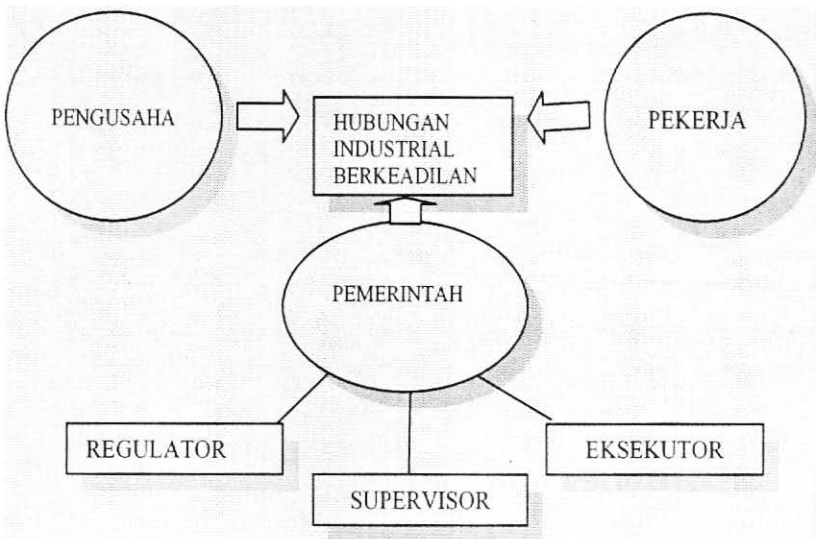 PENGUSAHA
HUBUNGAN
INDUSTRIAL
BERKEADILAN
PEKERJA
PEMERINTAH
REGULATOR
SUPERVISOR
EKSEKUTOR